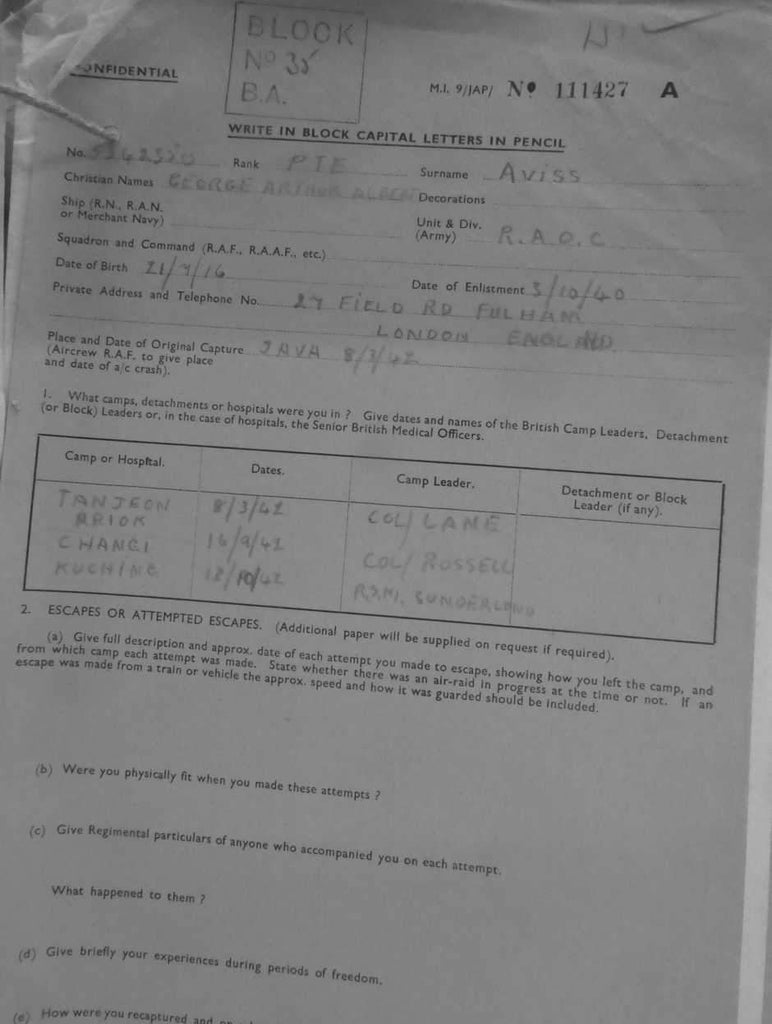 BLOCK
Nº 35
B.A.
CONFIDENTIAL
M.I. 9/JAP/ Nº 111427 A
WRITE IN BLOCK CAPITAL LETTERS IN PENCIL
No. Rank PTE Surname AVISS
Christian Names GEORGE ARTHUR Decorations
Ship (R.N., R.A.N.
or Merchant Navy)
Unit & Div.
(Army) R.A.O.C
Squadron and Command (R.A.F., R.A.A.F., etc.)
Date of Birth Date of Enlistment 3/10/40
Private Address and Telephone No. 27 FIELD RD FULHAM
LONDON ENGLAND
Place and Date of Original Capture JAVA 8/3/42
(Aircrew R.A.F. to give place
and date of a/c crash).
1. What camps, detachments or hospitals were you in ? Give dates and names of the British Camp Leaders, Detachment
(or Block) Leaders or, in the case of hospitals, the Senior British Medical Officers.
Camp or Hospital. Dates. Camp Leader. Detachment or Block
Leader (if any).
TANJEON
PRIOK 8/3/42 COL/ LANE
CHANGI 16/9/42 COL/ ROSSELL
KUCHING 12/10/42 R.S.M. SUNDERLAND
2. ESCAPES OR ATTEMPTED ESCAPES. (Additional paper will be supplied on request if required).
(a) Give full description and approx. date of each attempt you made to escape, showing how you left the camp, and
from which camp each attempt was made. State whether there was an air-raid in progress at the time or not. If an
escape was made from a train or vehicle the approx. speed and how it was guarded should be included.
(b) Were you physically fit when you made these attempts ?
(c) Give Regimental particulars of anyone who accompanied you on each attempt.
What happened to them ?
(d) Give briefly your experiences during periods of freedom.
(e) How were you recaptured and